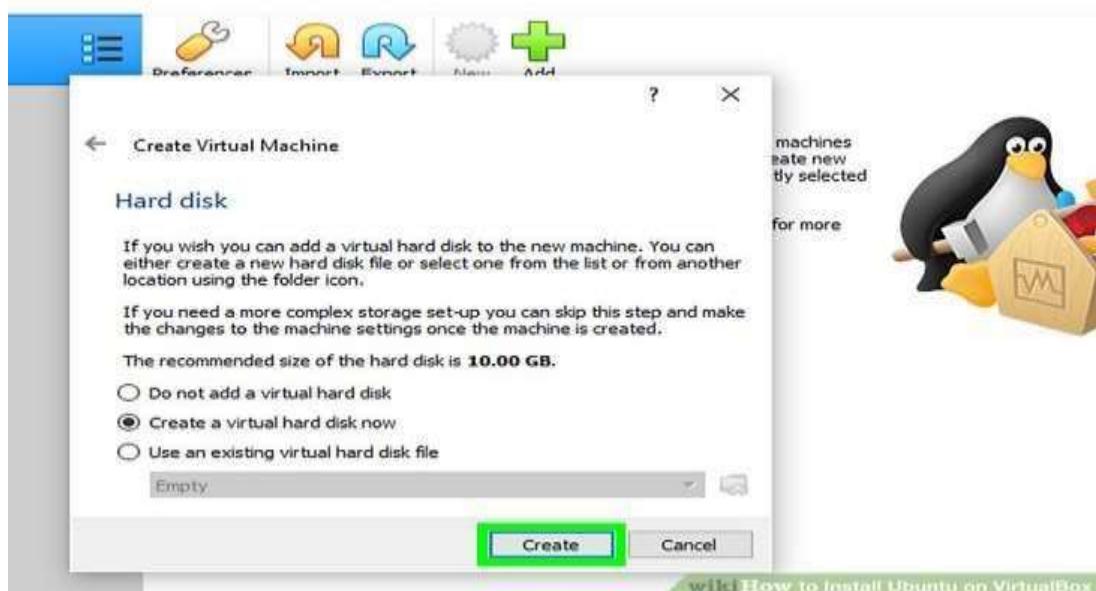 Preferences Import Export New Add
? ×
Create Virtual Machine
machines
eate new
tly selected
for more
Hard disk
If you wish you can add a virtual hard disk to the new machine. You can
either create a new hard disk file or select one from the list or from another
location using the folder icon.
If you need a more complex storage set-up you can skip this step and make
the changes to the machine settings once the machine is created.
The recommended size of the hard disk is 10.00 GB.
Do not add a virtual hard disk
Create a virtual hard disk now
Use an existing virtual hard disk file
Empty
Create Cancel
wikiHow to Install Ubuntu on VirtualBox